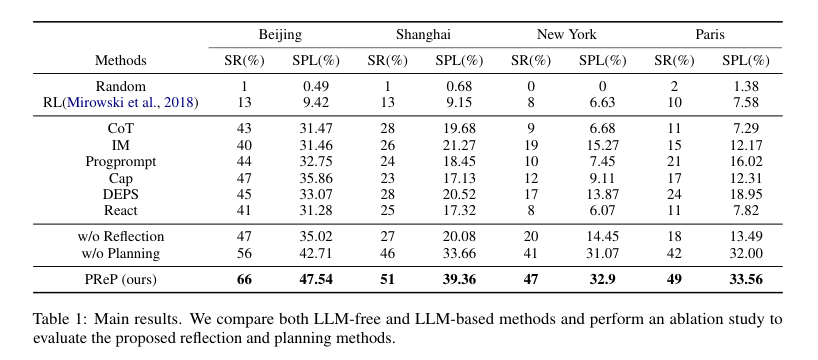 Beijing Shanghai New York Paris
Methods SR(%) SPL(%) SR(%) SPL(%) SR(%) SPL(%) SR(%) SPL(%)
Random 1 0.49 1 0.68 0 0 2 1.38
RL(Mirowski et al., 2018) 13 9.42 13 9.15 8 6.63 10 7.58
CoT 43 31.47 28 19.68 9 6.68 11 7.29
IM 40 31.46 26 21.27 19 15.27 15 12.17
Progprompt 44 32.75 24 18.45 10 7.45 21 16.02
Cap 47 35.86 23 17.13 12 9.11 17 12.31
DEPS 45 33.07 28 20.52 17 13.87 24 18.95
React 41 31.28 25 17.32 8 6.07 11 7.82
w/o Reflection 47 35.02 27 20.08 20 14.45 18 13.49
w/o Planning 56 42.71 46 33.66 41 31.07 42 32.00
PReP (ours) 66 47.54 51 39.36 47 32.9 49 33.56
Table 1: Main results. We compare both LLM-free and LLM-based methods and perform an ablation study to
evaluate the proposed reflection and planning methods.